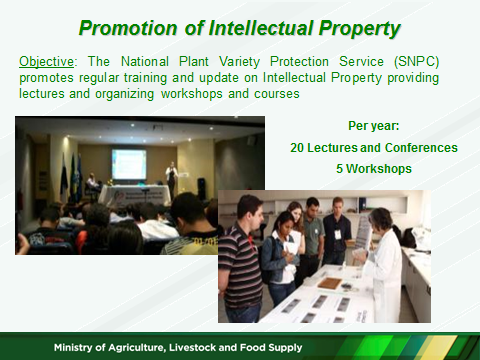 Promotion of Intellectual Property
Objective: The National Plant Variety Protection Service (SNPC)
promotes regular training and update on Intellectual Property providing
lectures and organizing workshops and courses
Per year:
20 Lectures and Conferences
5 Workshops
Ministry of Agriculture, Livestock and Food Supply